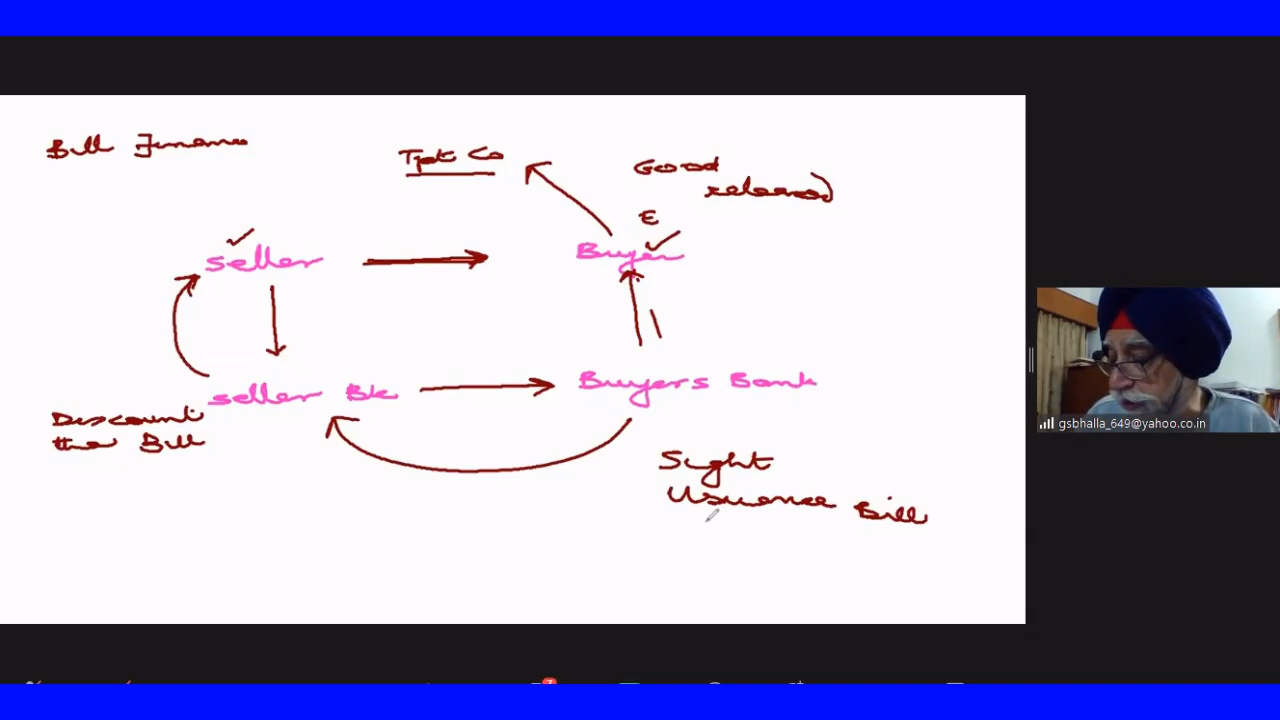 Bill Finance
Tpt Co
Good
released
E
Seller
Buyer
Seller Bk
Buyers Bank
Discount
the Bill
Sight
Usuance Bill
gsbhalla_649@yahoo.co.in